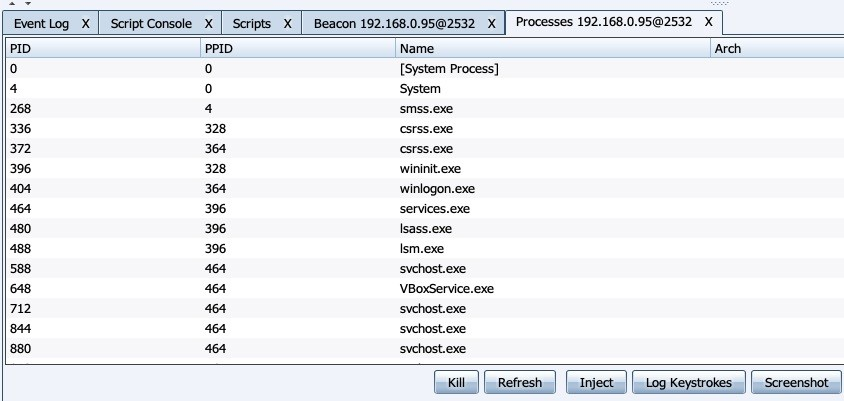 Event Log X Script Console X Scripts X Beacon 192.168.0.95@2532 X Processes 192.168.0.95@2532 X
PID PPID Name Arch
0 0 [System Process]
4 0 System
268 4 smss.exe
336 328 csrss.exe
372 364 csrss.exe
396 328 wininit.exe
404 364 winlogon.exe
464 396 services.exe
480 396 lsass.exe
488 396 lsm.exe
588 464 svchost.exe
648 464 VBoxService.exe
712 464 svchost.exe
844 464 svchost.exe
880 464 svchost.exe
Kill Refresh Inject Log Keystrokes Screenshot